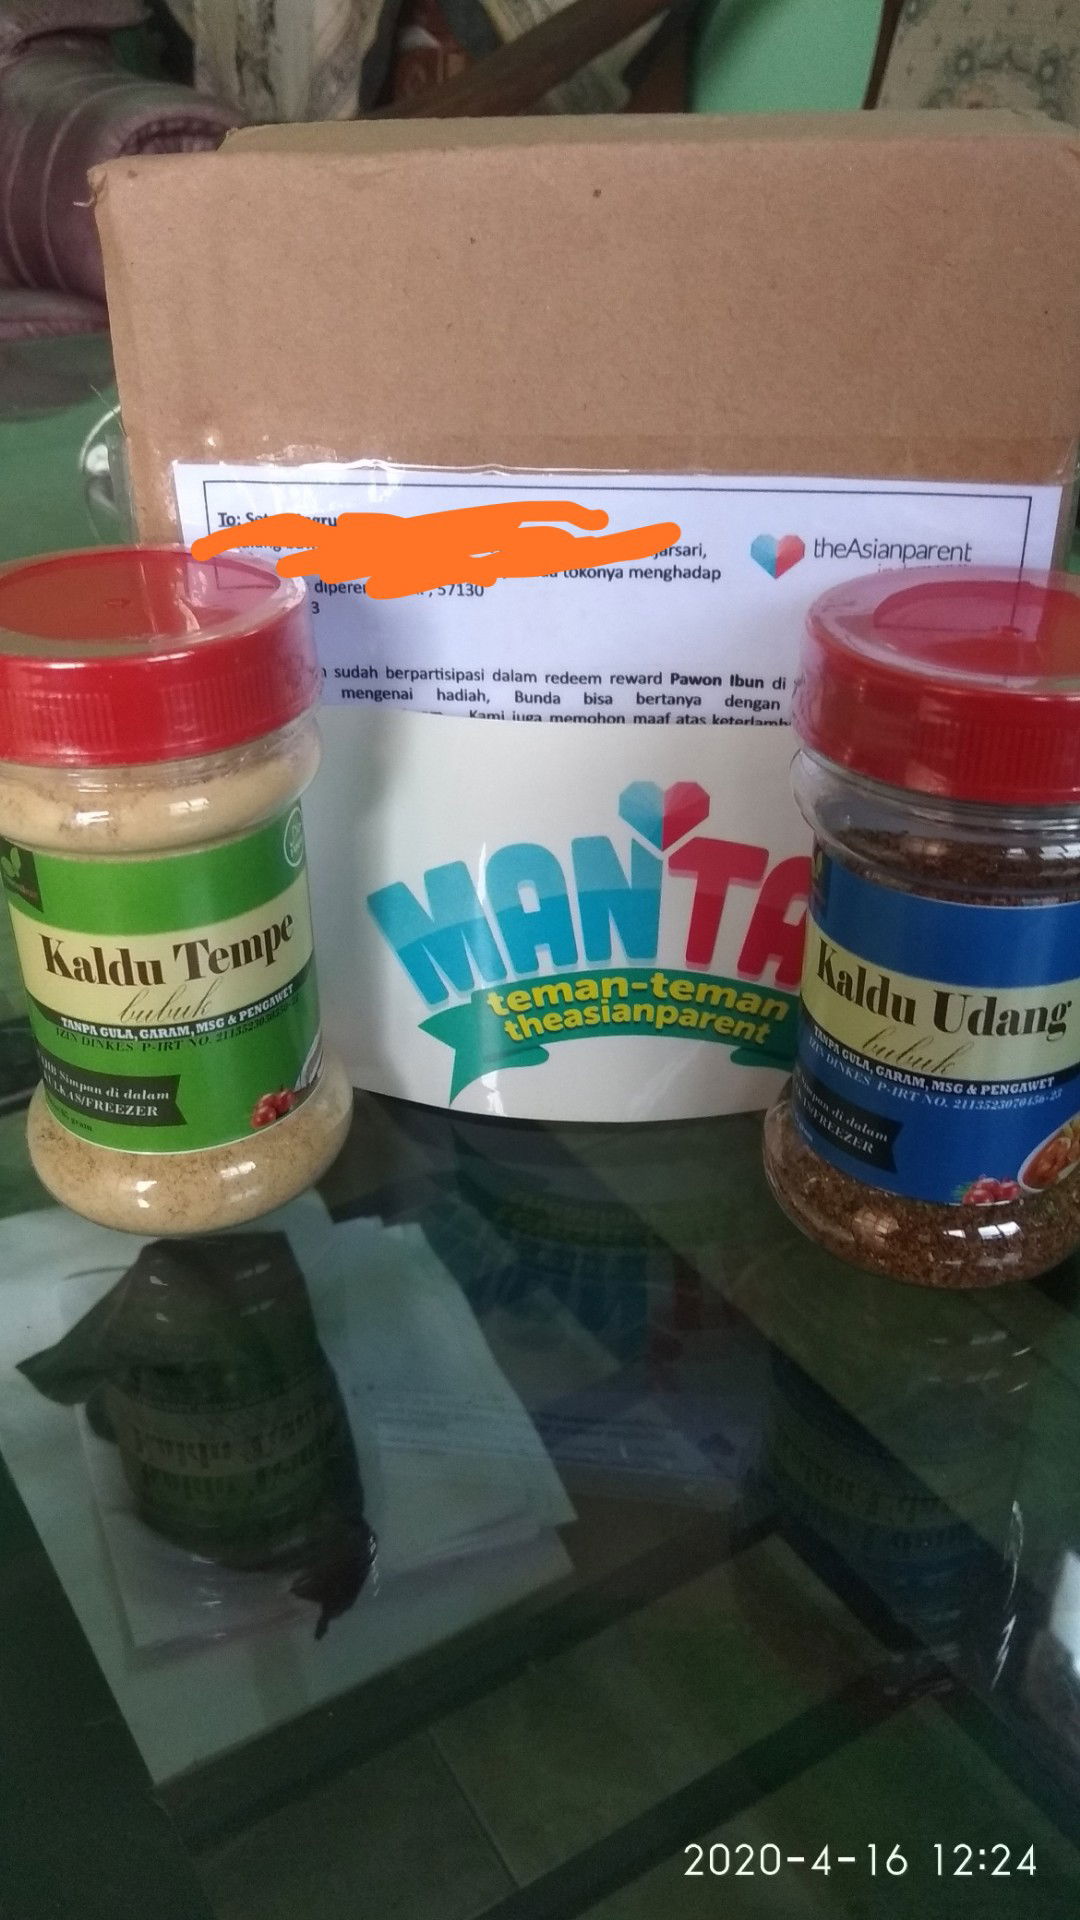 To:
jarsari,
tokonya menghadap
, 57130
3
theAsianparent
sudah berpartisipasi dalam redeem reward Pawon Ibun di
mengenai hadiah, Bunda bisa bertanya dengan
Kami juga memohon maaf atas
MANTA
teman-teman
theasianparent
Kaldu Tempe
bubuk
TANPA GULA, GARAM, MSG & PENGAWET
IZIN DINKES P-IRT NO.
Simpan di dalam
KULKAS/FREEZER
Kaldu Udang
bubuk
TANPA GULA, GARAM, MSG & PENGAWET
IZIN DINKES P-IRT NO.
di dalam
/FREEZER
2020-4-16 12:24